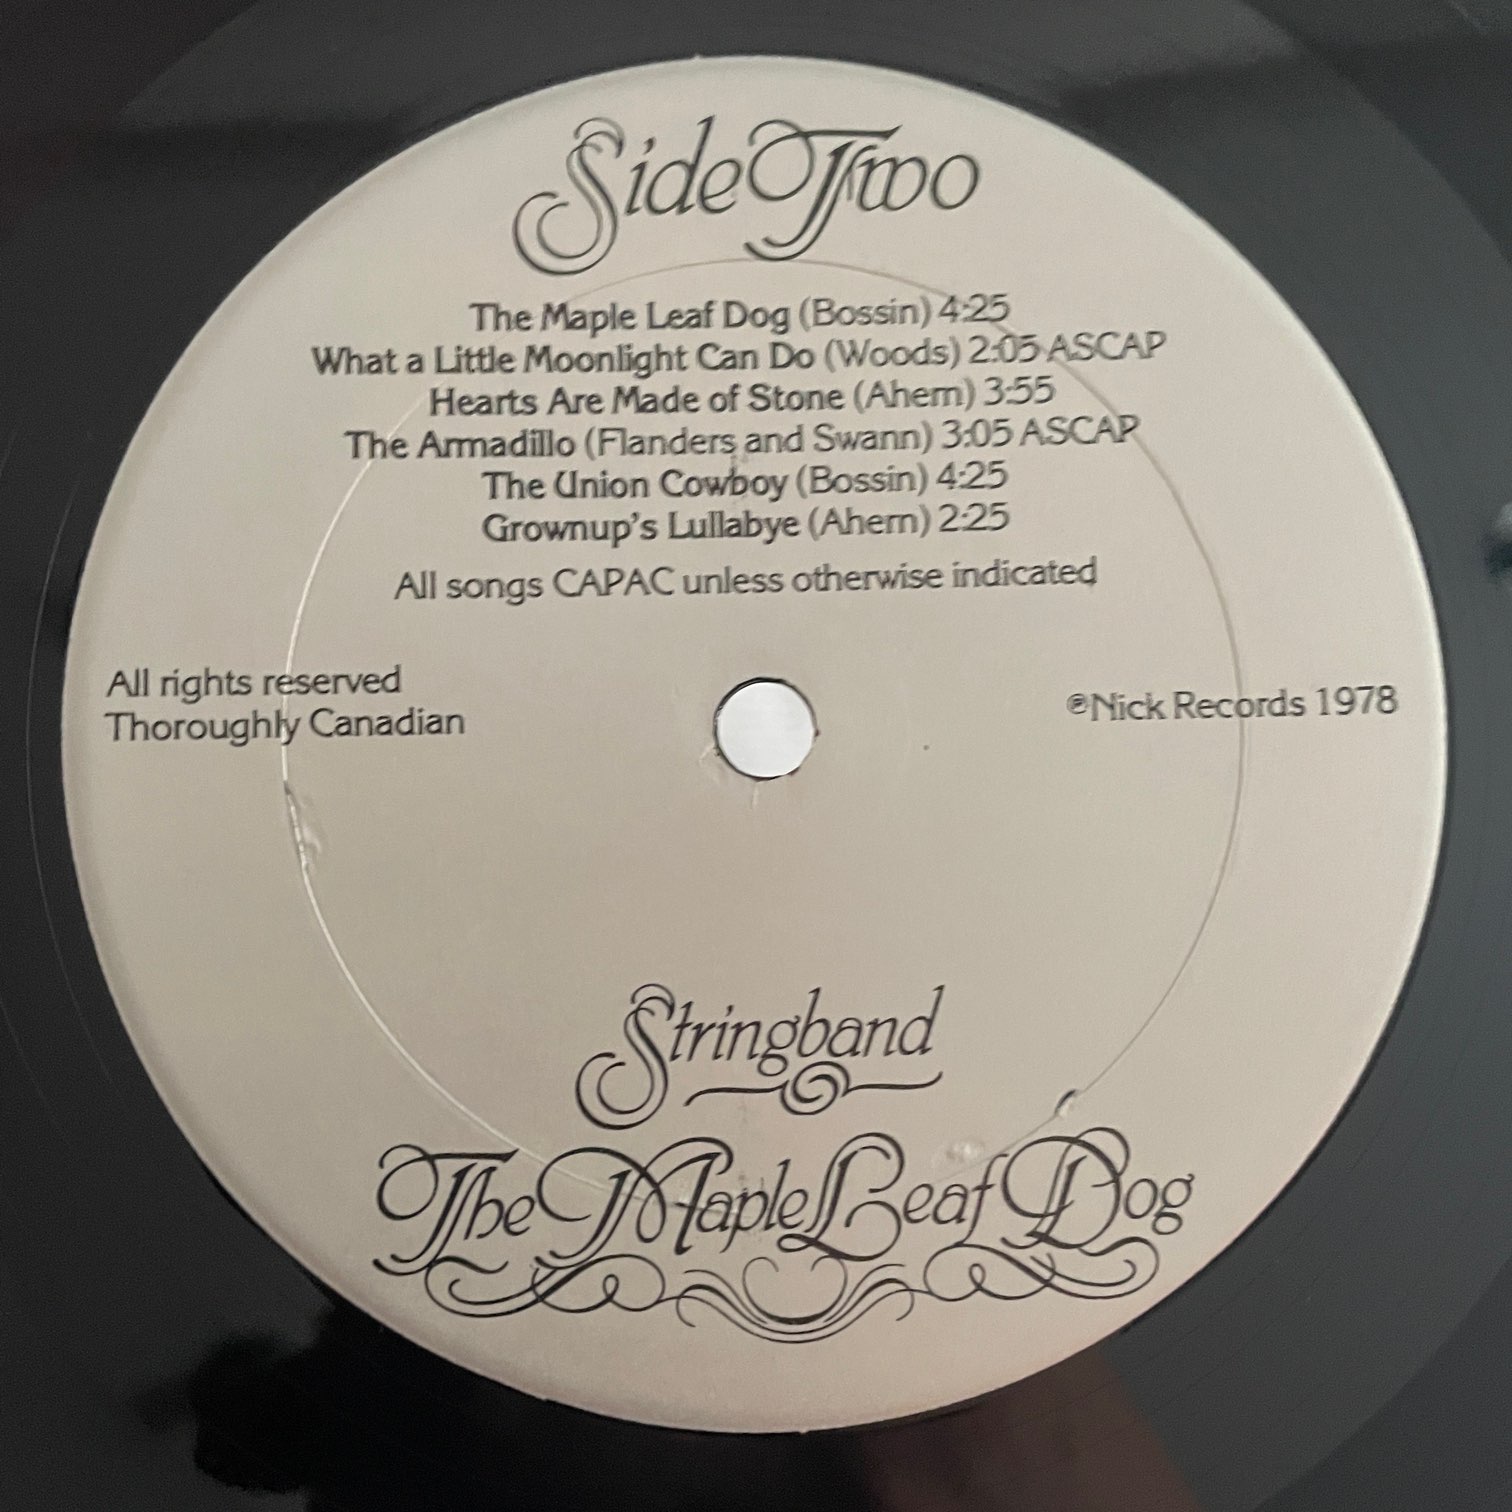 Side Two
The Maple Leaf Dog (Bossin) 4:25
What a Little Moonlight Can Do (Woods) 2:05 ASCAP
Hearts Are Made of Stone (Ahern) 3:55
The Armadillo (Flanders and Swann) 3:05 ASCAP
The Union Cowboy (Bossin) 4:25
Grownup's Lullabye (Ahern) 2:25
All songs CAPAC unless otherwise indicated
All rights reserved
Thoroughly Canadian
℗Nick Records 1978
Stringband
The Maple Leaf Dog